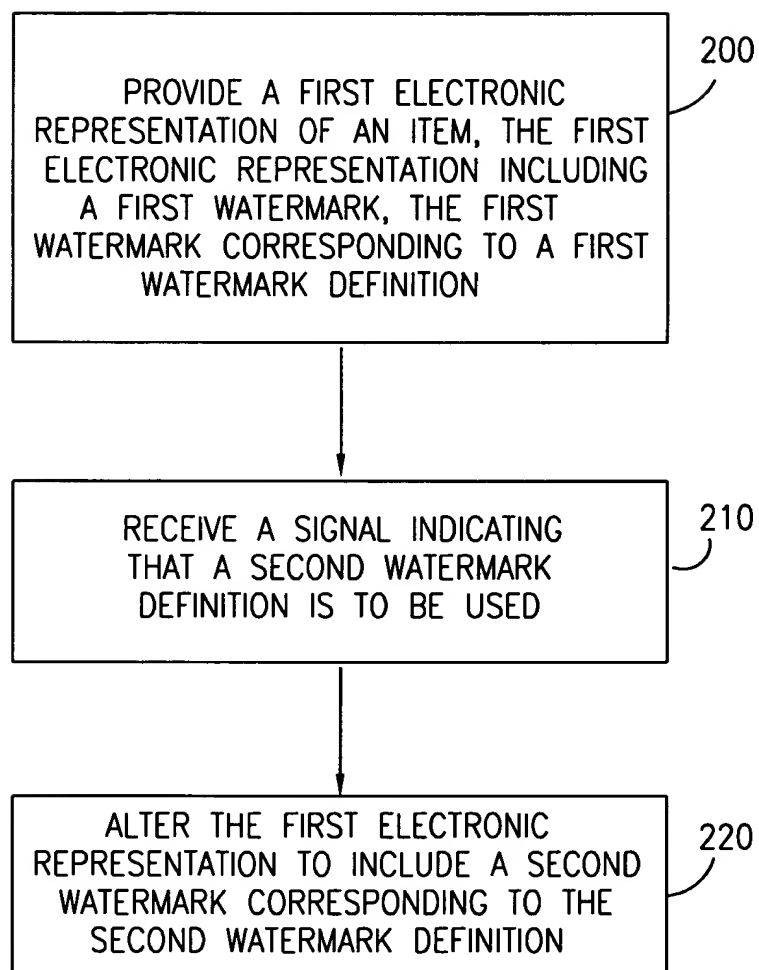 200
PROVIDE A FIRST ELECTRONIC
REPRESENTATION OF AN ITEM, THE FIRST
ELECTRONIC REPRESENTATION INCLUDING
A FIRST WATERMARK, THE FIRST
WATERMARK CORRESPONDING TO A FIRST
WATERMARK DEFINITION
210
RECEIVE A SIGNAL INDICATING
THAT A SECOND WATERMARK
DEFINITION IS TO BE USED
220
ALTER THE FIRST ELECTRONIC
REPRESENTATION TO INCLUDE A SECOND
WATERMARK CORRESPONDING TO THE
SECOND WATERMARK DEFINITION